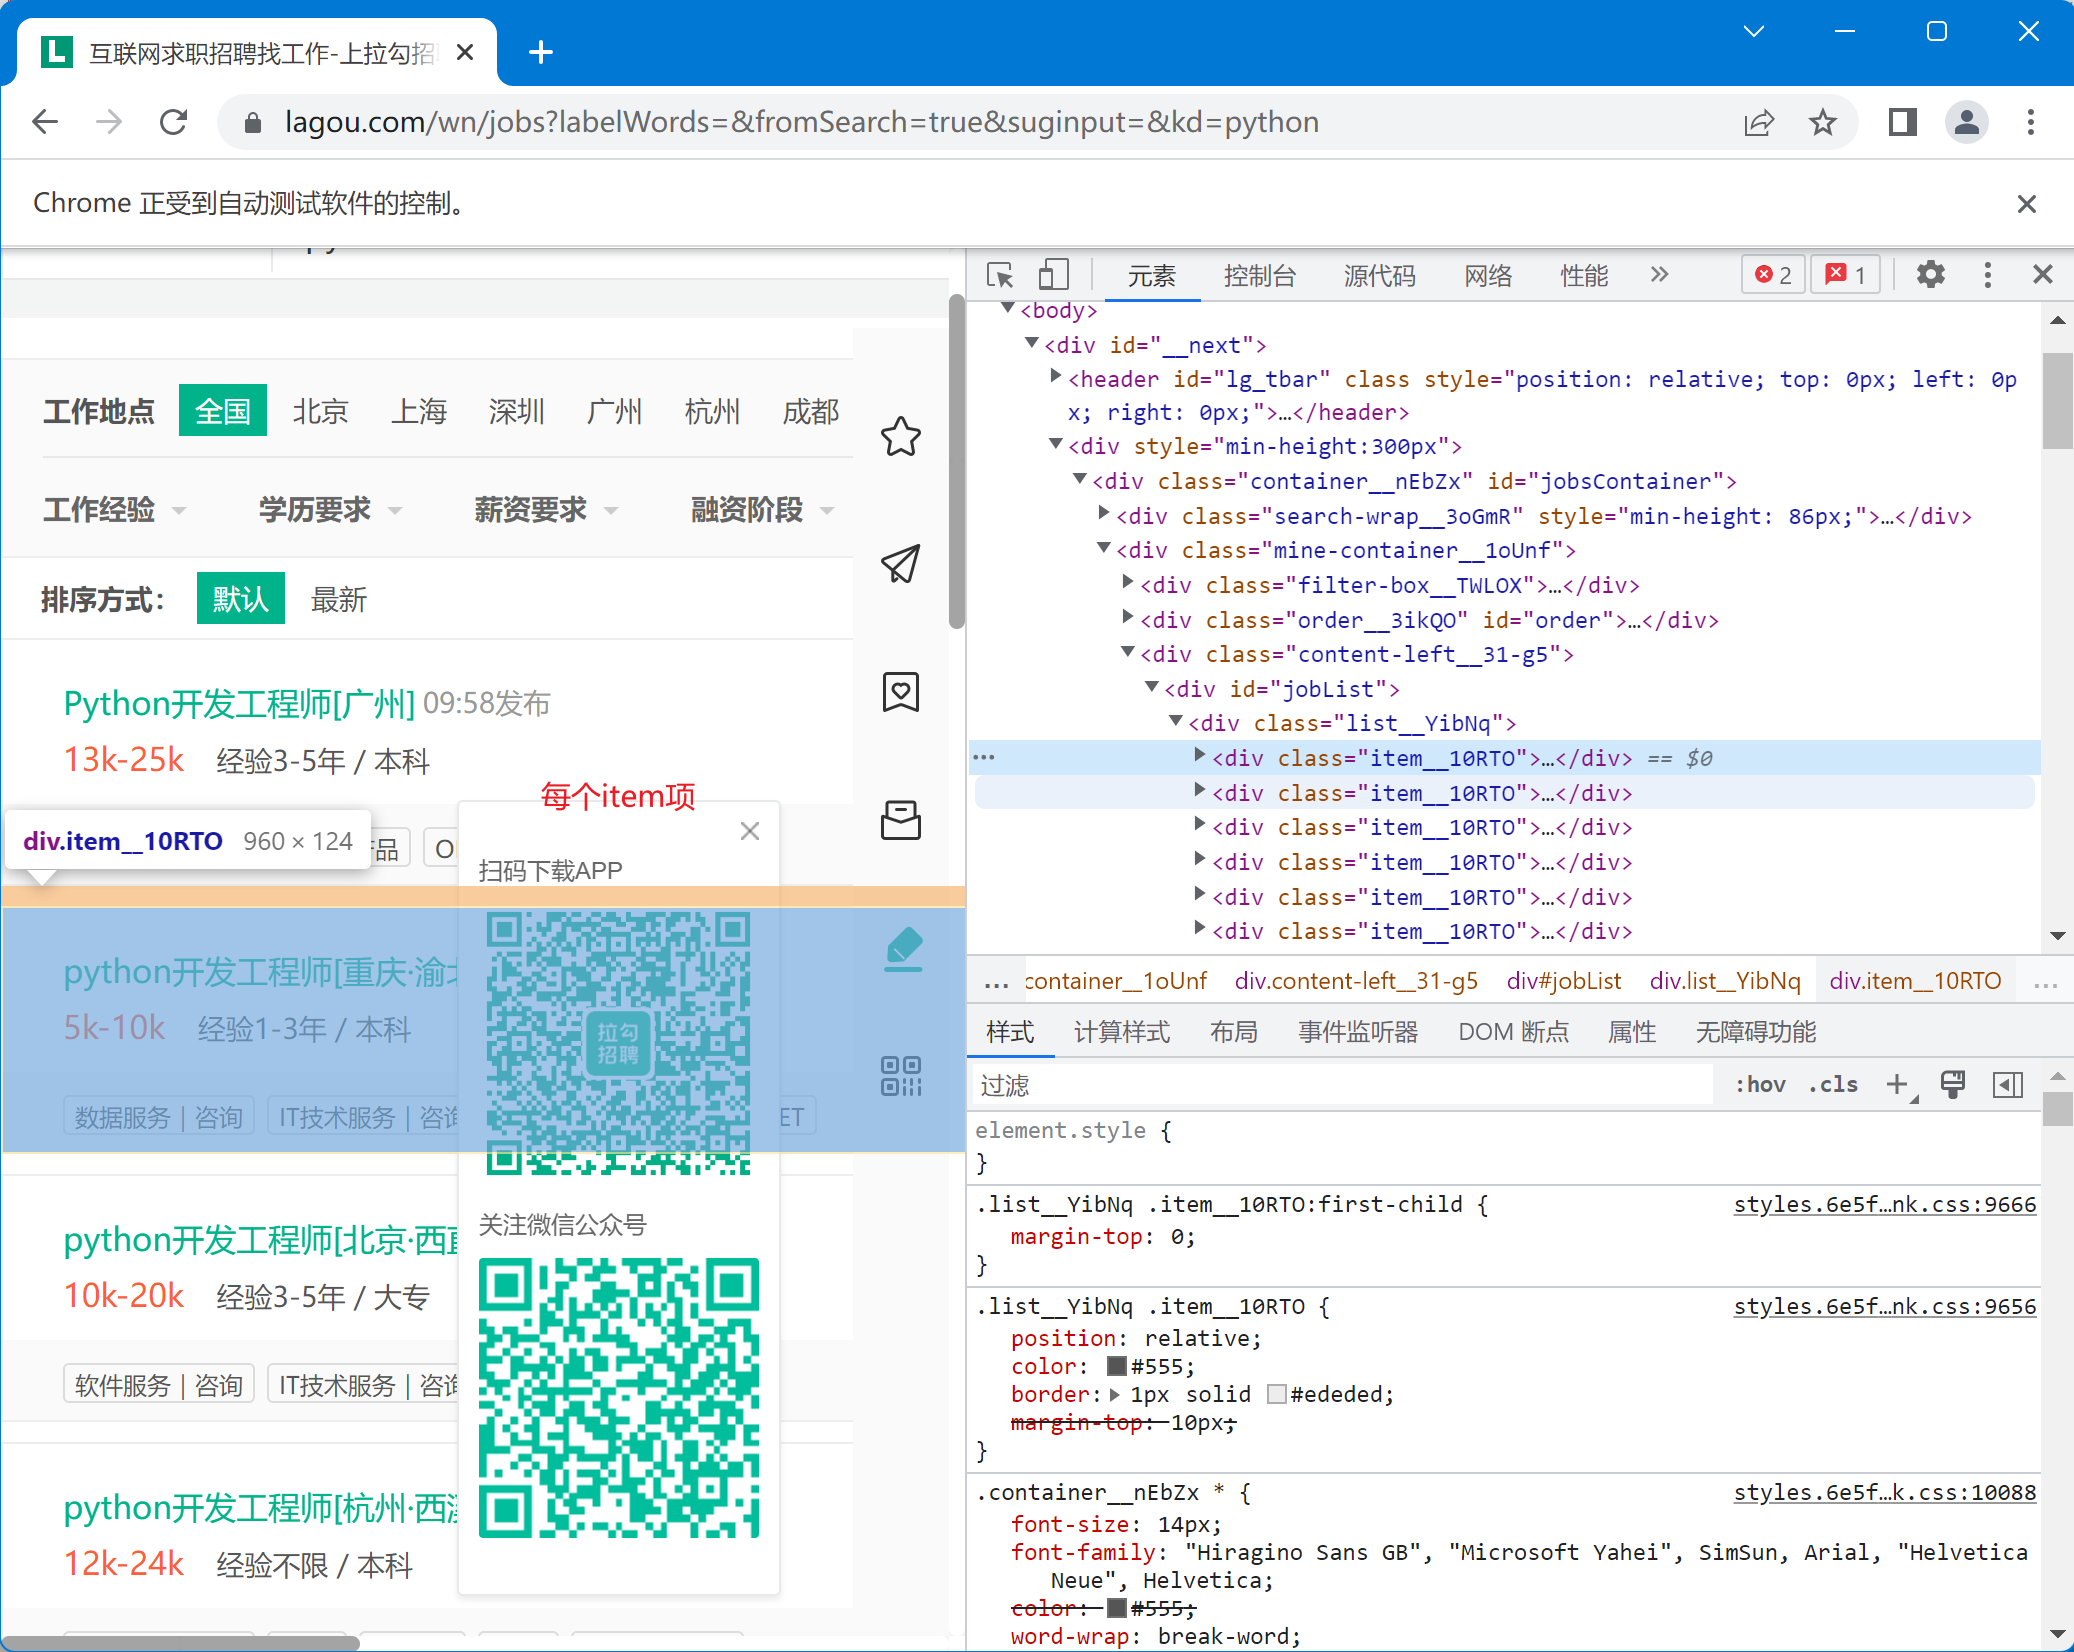 互联网求职招聘找工作-上拉勾招
lagou.com/wn/jobs?labelWords=&fromSearch=true&suginput=&kd=python
Chrome 正受到自动测试软件的控制。
工作地点 全国 北京 上海 深圳 广州 杭州 成都
工作经验 学历要求 薪资要求 融资阶段
排序方式： 默认 最新
Python开发工程师[广州] 09:58发布
13k-25k 经验3-5年 / 本科
每个item项
div.item__10RTO 960 × 124
品
扫码下载APP
python开发工程师[重庆·渝北
5k-10k 经验1-3年 / 本科
拉勾
招聘
数据服务｜咨询 IT技术服务｜咨询 ET
关注微信公众号
python开发工程师[北京·西直
10k-20k 经验3-5年 / 大专
软件服务｜咨询 IT技术服务｜咨询
python开发工程师[杭州·西溪
12k-24k 经验不限 / 本科
元素 控制台 源代码 网络 性能 » 2 1
<body>
<div id="__next">
<header id="lg_tbar" class style="position: relative; top: 0px; left: 0p
x; right: 0px;">…</header>
<div style="min-height:300px">
<div class="container__nEbZx" id="jobsContainer">
<div class="search-wrap__3oGmR" style="min-height: 86px;">…</div>
<div class="mine-container__1oUnf">
<div class="filter-box__TWLOX">…</div>
<div class="order__3ikQO" id="order">…</div>
<div class="content-left__31-g5">
<div id="jobList">
<div class="list__YibNq">
… <div class="item__10RTO">…</div> == $0
<div class="item__10RTO">…</div>
<div class="item__10RTO">…</div>
<div class="item__10RTO">…</div>
<div class="item__10RTO">…</div>
<div class="item__10RTO">…</div>
… container__1oUnf div.content-left__31-g5 div#jobList div.list__YibNq div.item__10RTO …
样式 计算样式 布局 事件监听器 DOM 断点 属性 无障碍功能
过滤 :hov .cls +
element.style {
}
.list__YibNq .item__10RTO:first-child { styles.6e5f…nk.css:9666
margin-top: 0;
}
.list__YibNq .item__10RTO { styles.6e5f…nk.css:9656
position: relative;
color: #555;
border: 1px solid #ededed;
margin-top: 10px;
}
.container__nEbZx * { styles.6e5f…k.css:10088
font-size: 14px;
font-family: "Hiragino Sans GB", "Microsoft Yahei", SimSun, Arial, "Helvetica
Neue", Helvetica;
color: #555;
word-wrap: break-word;